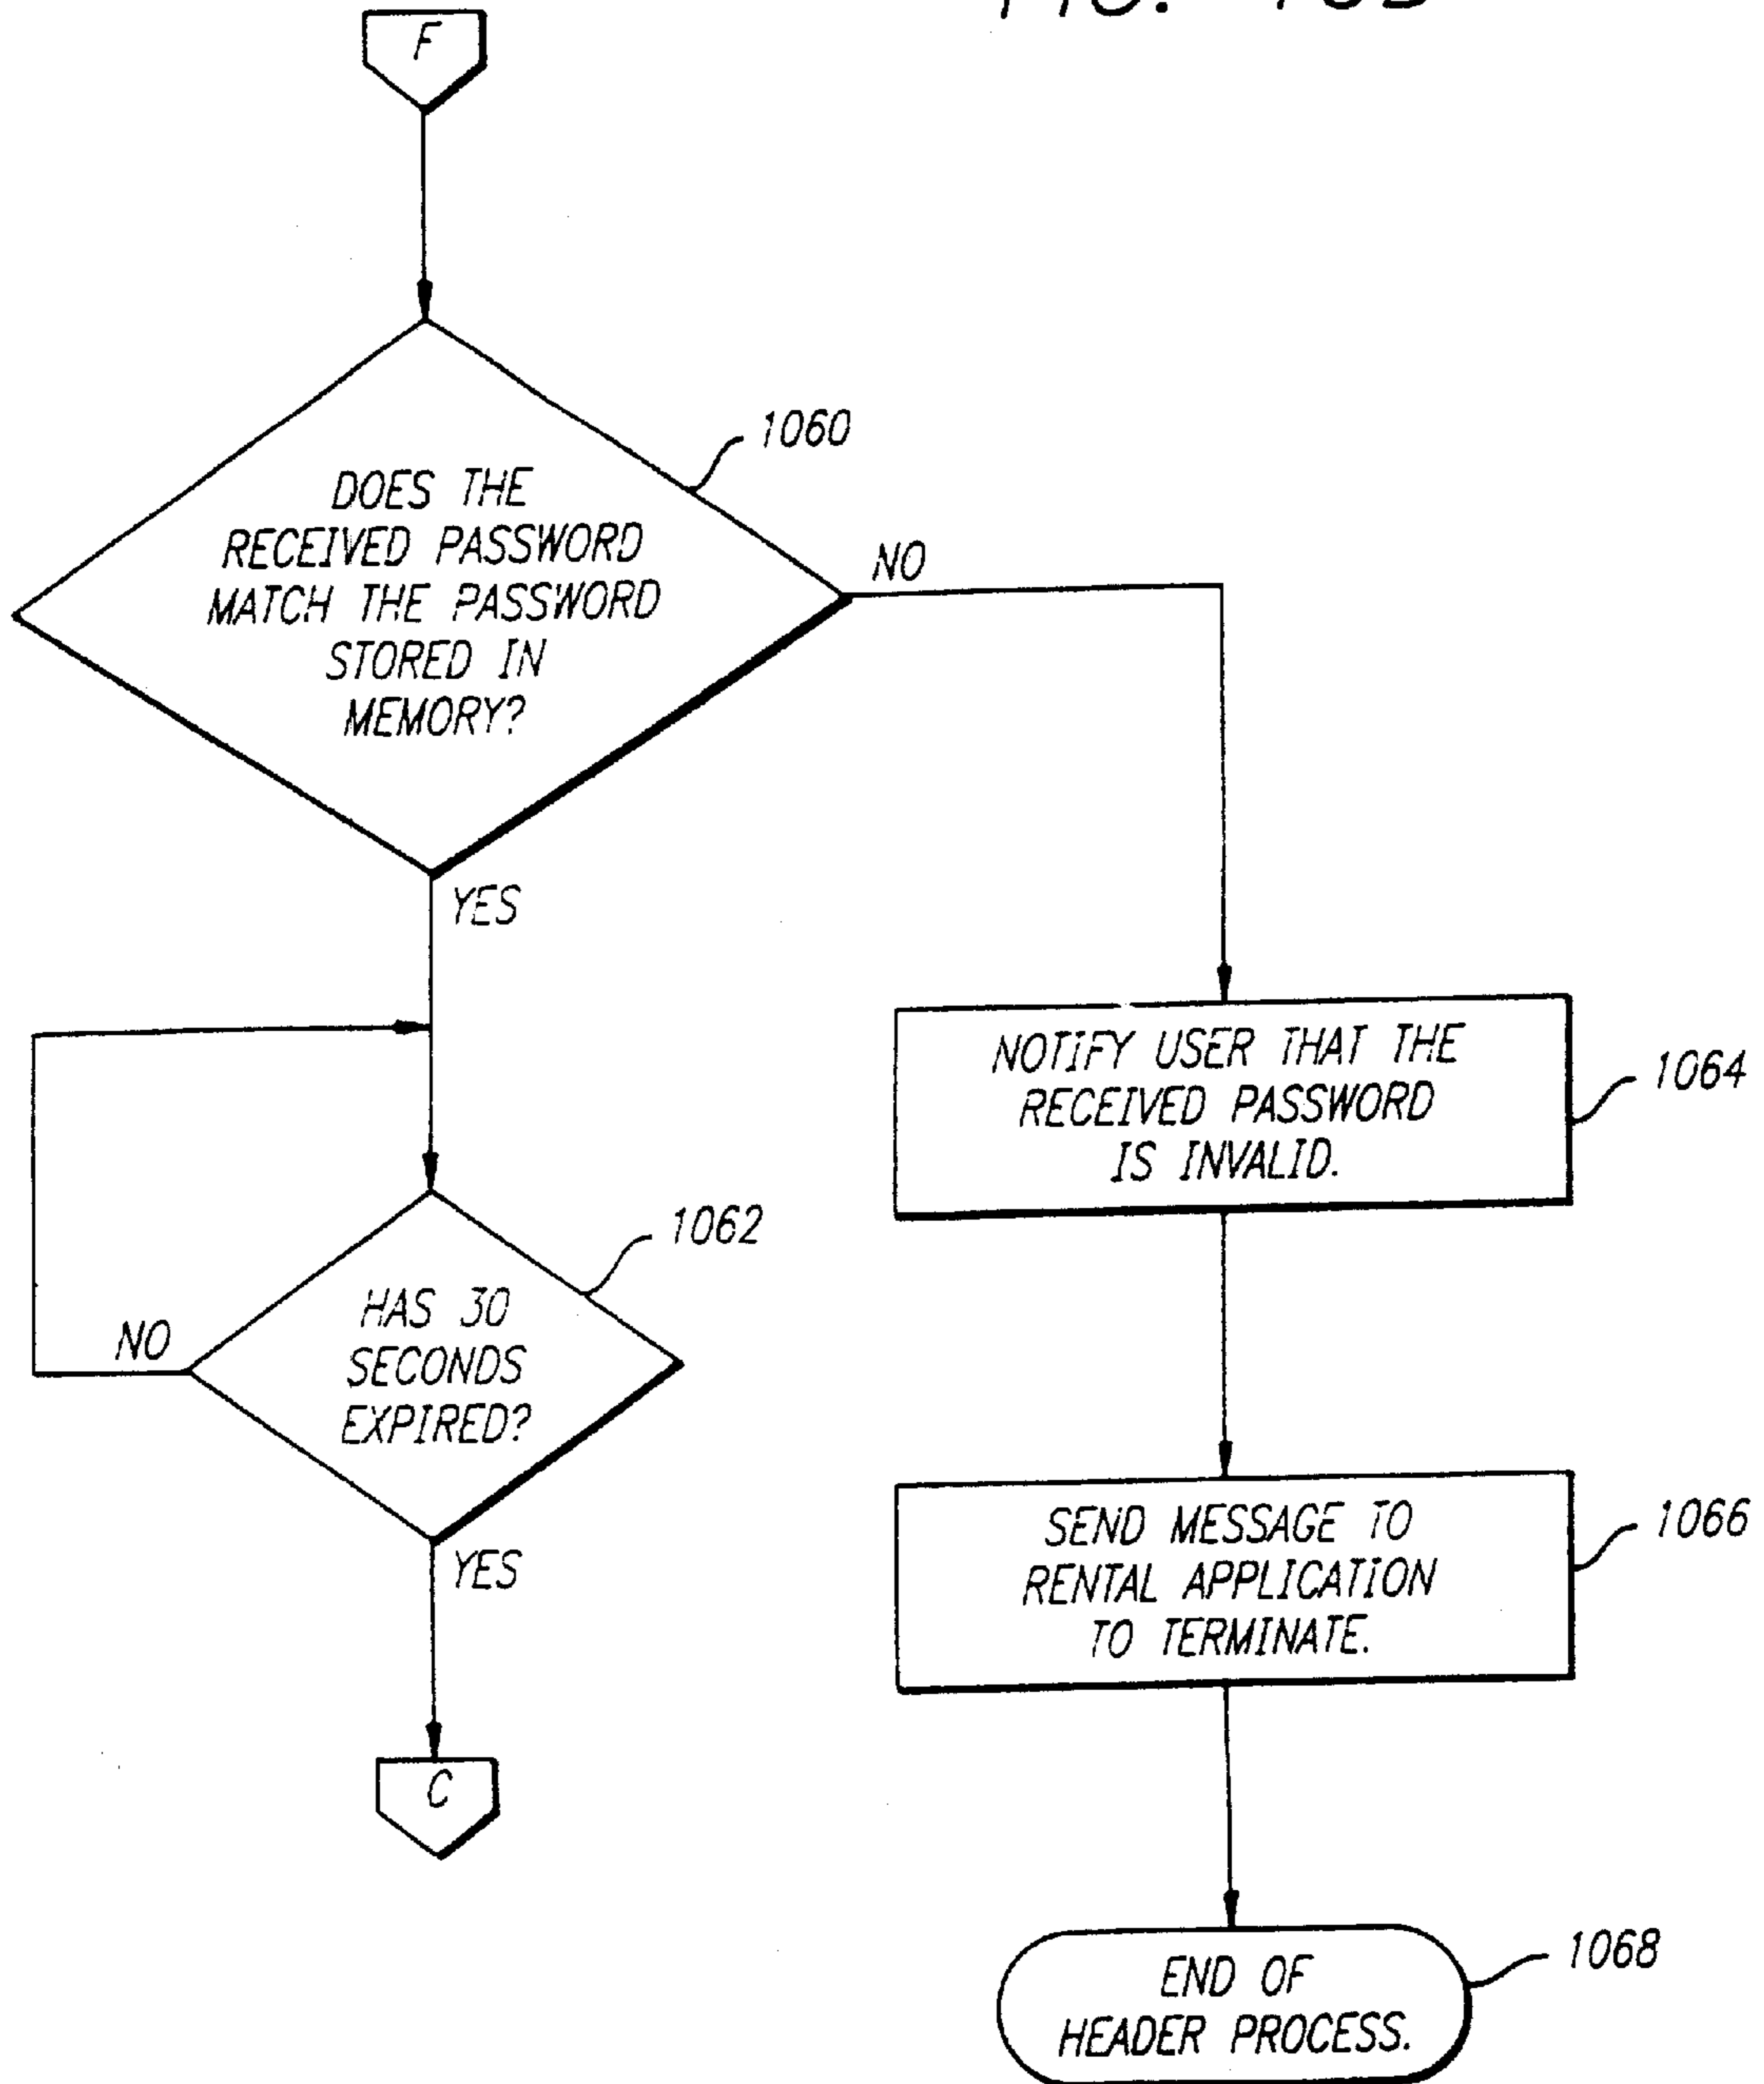 F
1060
DOES THE
RECEIVED PASSWORD
MATCH THE PASSWORD
STORED IN
MEMORY?
NO
YES
NOTIFY USER THAT THE
RECEIVED PASSWORD
IS INVALID.
1064
1062
HAS 30
SECONDS
EXPIRED?
NO
YES
SEND MESSAGE TO
RENTAL APPLICATION
TO TERMINATE.
1066
C
END OF
HEADER PROCESS.
1068